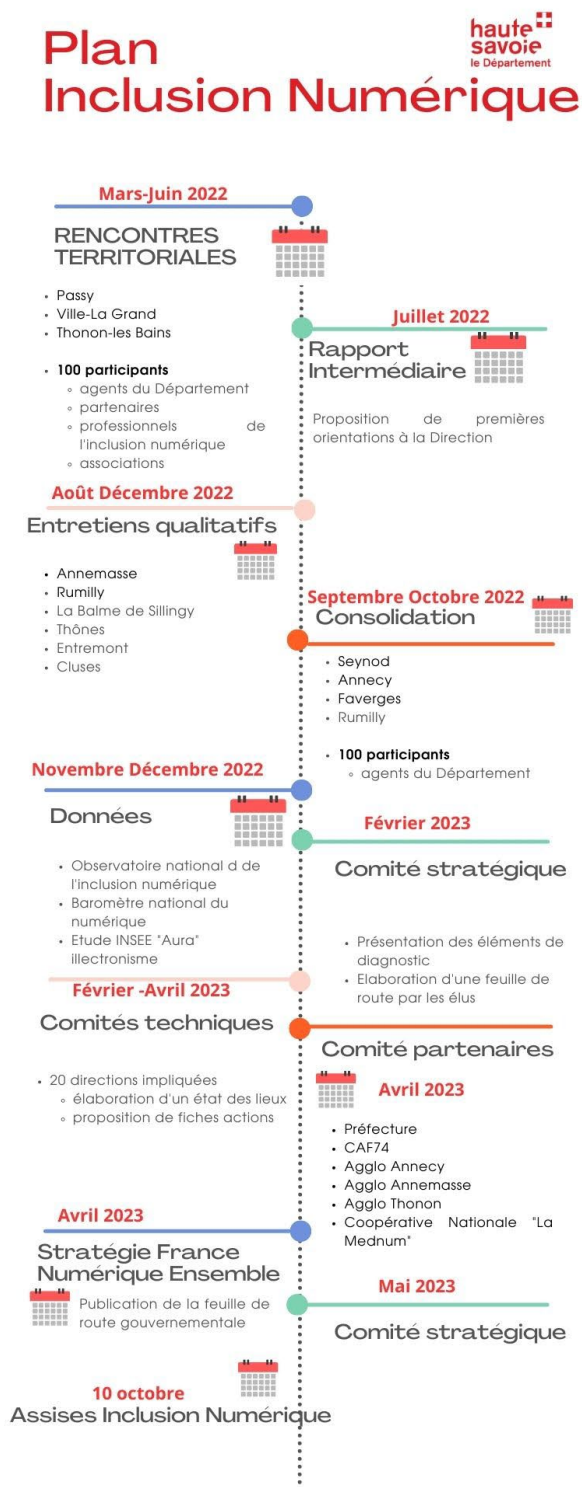 haute
savoie
le Département
Plan
Inclusion Numérique
Mars-Juin 2022
RENCONTRES
TERRITORIALES
Passy
Ville-La Grand
Thonon-les Bains
100 participants
agents du Département
partenaires
professionnels de
l'inclusion numérique
associations
Juillet 2022
Rapport
Intermédiaire
Proposition de premières
orientations à la Direction
Août Décembre 2022
Entretiens qualitatifs
Annemasse
Rumilly
La Balme de Sillingy
Thônes
Entremont
Cluses
Septembre Octobre 2022
Consolidation
Seynod
Annecy
Faverges
Rumilly
100 participants
agents du Département
Novembre Décembre 2022
Données
Observatoire national d de
l'inclusion numérique
Baromètre national du
numérique
Etude INSEE "Aura"
illectronisme
Février 2023
Comité stratégique
Présentation des éléments de
diagnostic
Elaboration d'une feuille de
route par les élus
Février -Avril 2023
Comités techniques
20 directions impliquées
élaboration d'un état des lieux
proposition de fiches actions
Comité partenaires
Avril 2023
Préfecture
CAF74
Agglo Annecy
Agglo Annemasse
Agglo Thonon
Coopérative Nationale "La
Mednum"
Avril 2023
Stratégie France
Numérique Ensemble
Publication de la feuille de
route gouvernementale
Mai 2023
Comité stratégique
10 octobre
Assises Inclusion Numérique